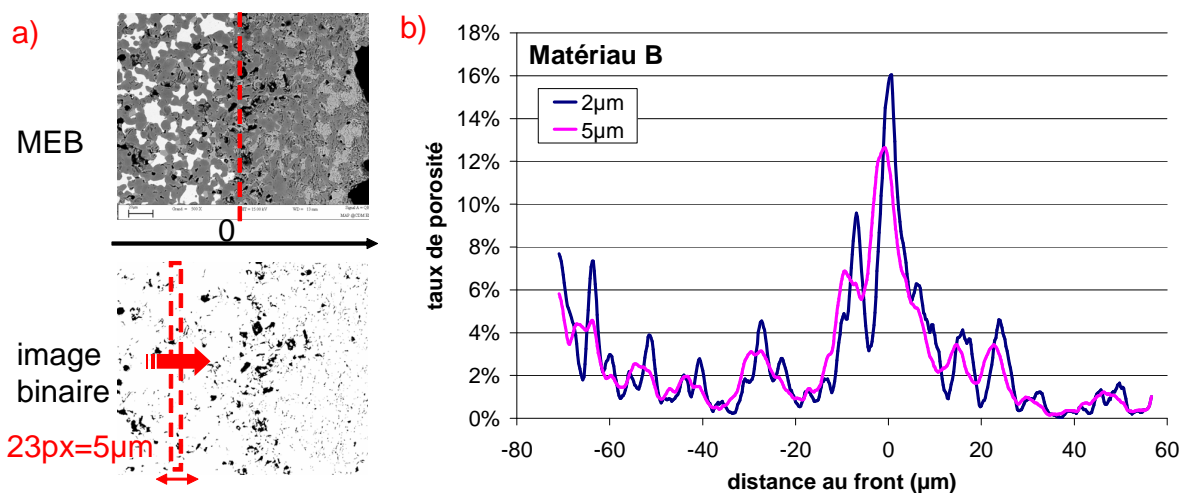 a)
MEB
0
image
binaire
23px=5µm
b)
Matériau B
2µm
5µm
taux de porosité
18%
16%
14%
12%
10%
8%
6%
4%
2%
0%
-80 -60 -40 -20 0 20 40 60
distance au front (µm)